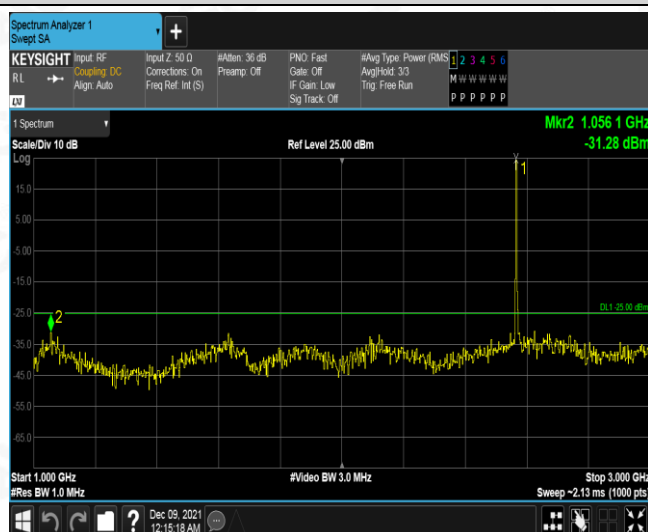 Spectrum Analyzer 1
Swept SA
KEYSIGHT
RL
LXI
Input: RF
Coupling: DC
Align: Auto
Input Z: 50 Ω
Corrections: On
Freq Ref: Int (S)
#Atten: 36 dB
Preamp: Off
PNO: Fast
Gate: Off
IF Gain: Low
Sig Track: Off
#Avg Type: Power (RMS
Avg|Hold: 3/3
Trig: Free Run
1 2 3 4 5 6
M W W W W W
P P P P P P
1 Spectrum
Scale/Div 10 dB
Ref Level 25.00 dBm
Mkr2 1.056 1 GHz
-31.28 dBm
Log
1
15.0
5.00
-5.00
-15.0
-25.0
2
DL1 -25.00 dBm
-35.0
-45.0
-55.0
-65.0
Start 1.000 GHz
#Video BW 3.0 MHz
Stop 3.000 GHz
#Res BW 1.0 MHz
Sweep ~2.13 ms (1000 pts)
?
Dec 09, 2021
12:15:18 AM